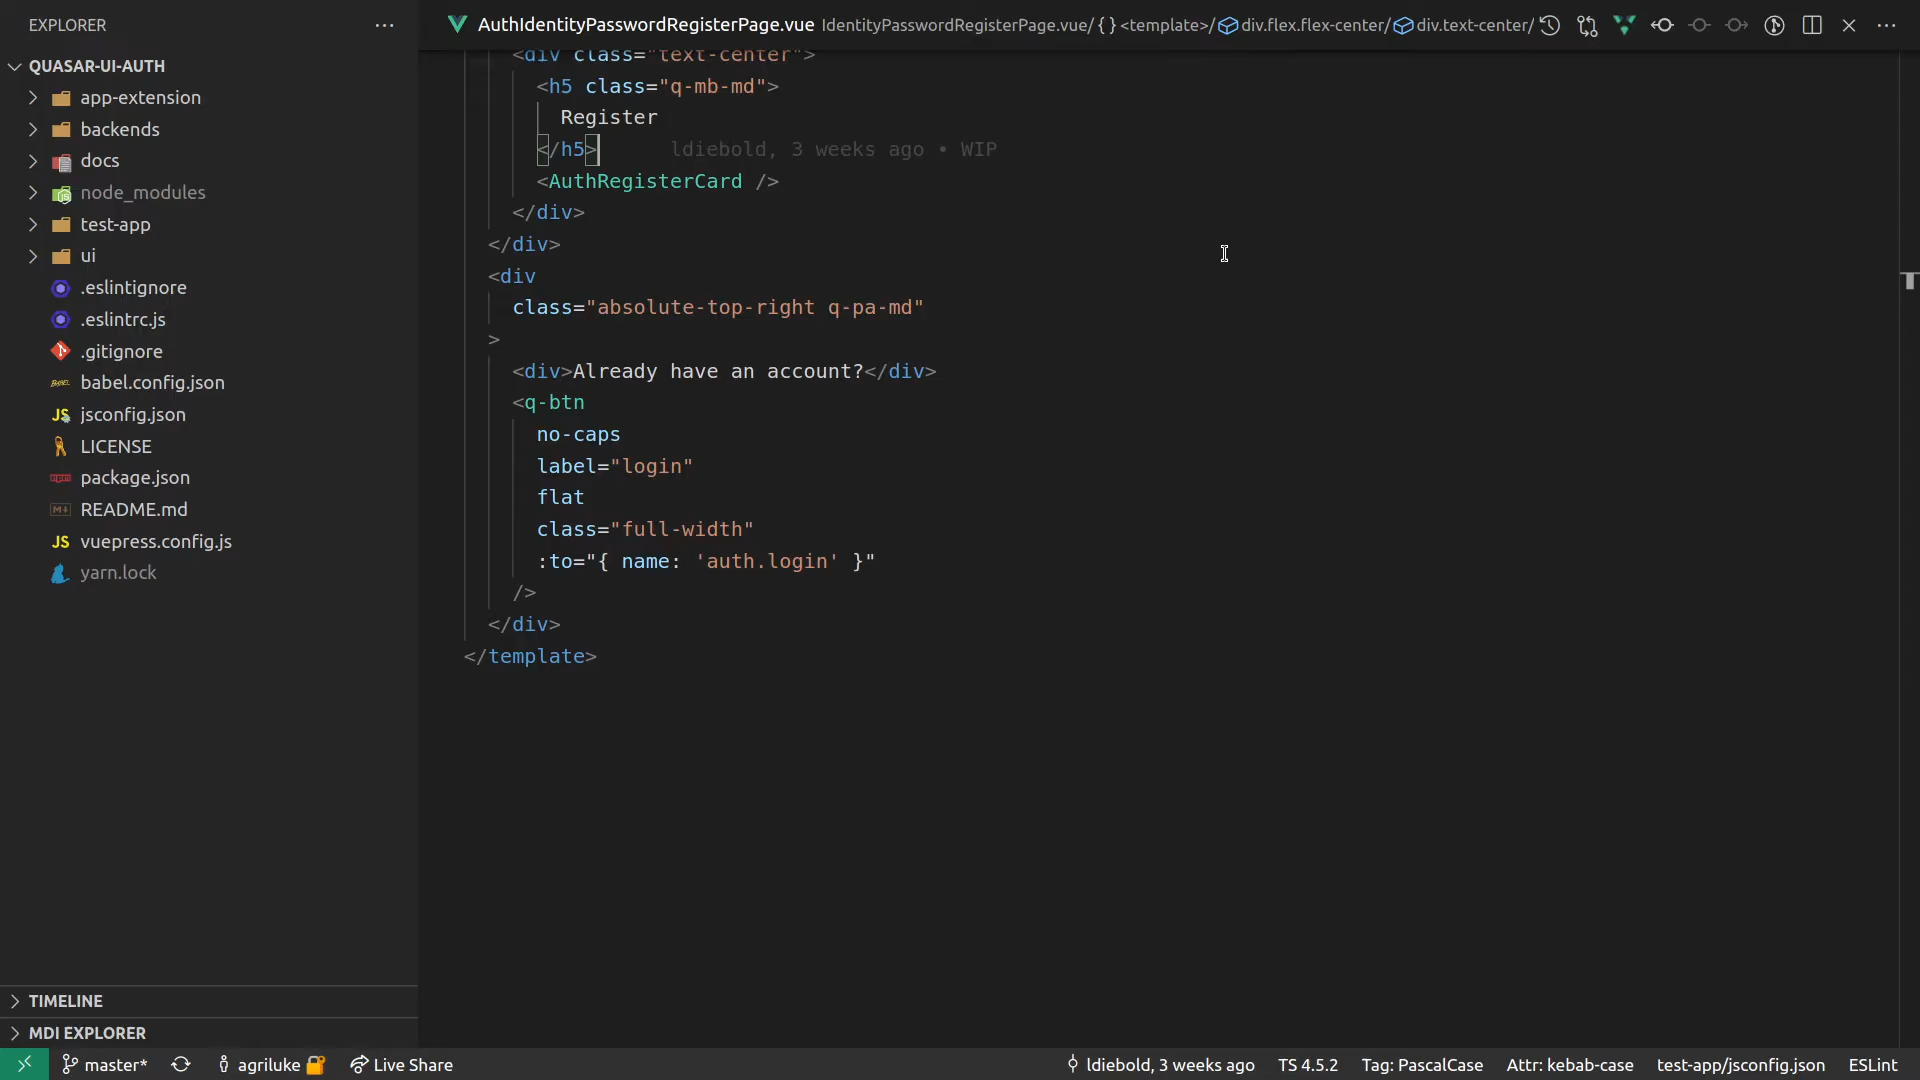 EXPLORER
QUASAR-UI-AUTH
app-extension
backends
docs
node_modules
test-app
ui
.eslintignore
.eslintrc.js
.gitignore
babel.config.json
jsconfig.json
LICENSE
package.json
README.md
vuepress.config.js
yarn.lock
TIMELINE
MDI EXPLORER
AuthIdentityPasswordRegisterPage.vue IdentityPasswordRegisterPage.vue/ {} <template>/ div.flex.flex-center/ div.text-center/
<div class="text-center">
<h5 class="q-mb-md">
Register
</h5> ldiebold, 3 weeks ago • WIP
<AuthRegisterCard />
</div>
</div>
<div
class="absolute-top-right q-pa-md"
>
<div>Already have an account?</div>
<q-btn
no-caps
label="login"
flat
class="full-width"
:to="{ name: 'auth.login' }"
/>
</div>
</template>
master* agriluke Live Share ldiebold, 3 weeks ago TS 4.5.2 Tag: PascalCase Attr: kebab-case test-app/jsconfig.json ESLint